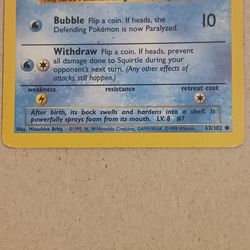 Bubble Flip a coin. If heads, the
Defending Pokémon is now Paralyzed.
10
Withdraw Flip a coin. If heads, prevent
all damage done to Squirtle during your
opponent's next turn. (Any other effects of
attacks still happen.)
weakness resistance retreat cost
After birth, its back swells and hardens into a shell. It
powerfully sprays foam from its mouth. LV. 8 #7
Illus. Mitsuhiro Arita ©1995, 96, 98 Nintendo, Creatures, GAMEFREAK. ©1999 Wizards. 63/102